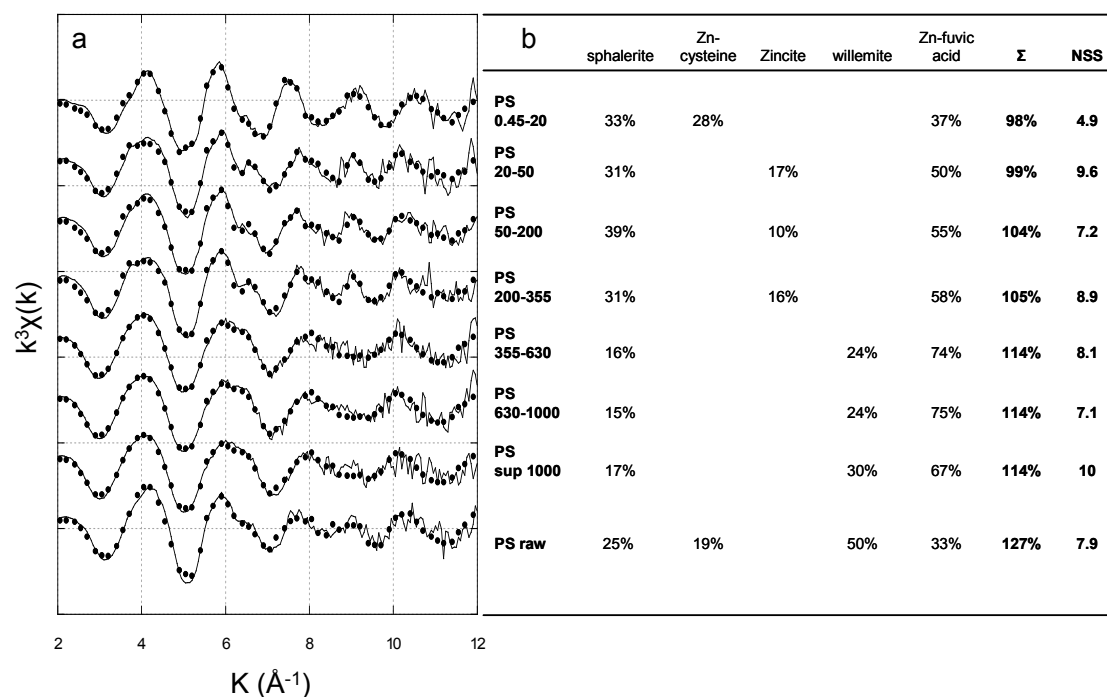 a
k³χ(k)
2 4 6 8 10 12
K (Å⁻¹)
b
sphalerite Zn-cysteine Zincite willemite Zn-fuvic acid Σ NSS
PS
0.45-20 33% 28% 37% 98% 4.9
PS
20-50 31% 17% 50% 99% 9.6
PS
50-200 39% 10% 55% 104% 7.2
PS
200-355 31% 16% 58% 105% 8.9
PS
355-630 16% 24% 74% 114% 8.1
PS
630-1000 15% 24% 75% 114% 7.1
PS
sup 1000 17% 30% 67% 114% 10
PS raw 25% 19% 50% 33% 127% 7.9